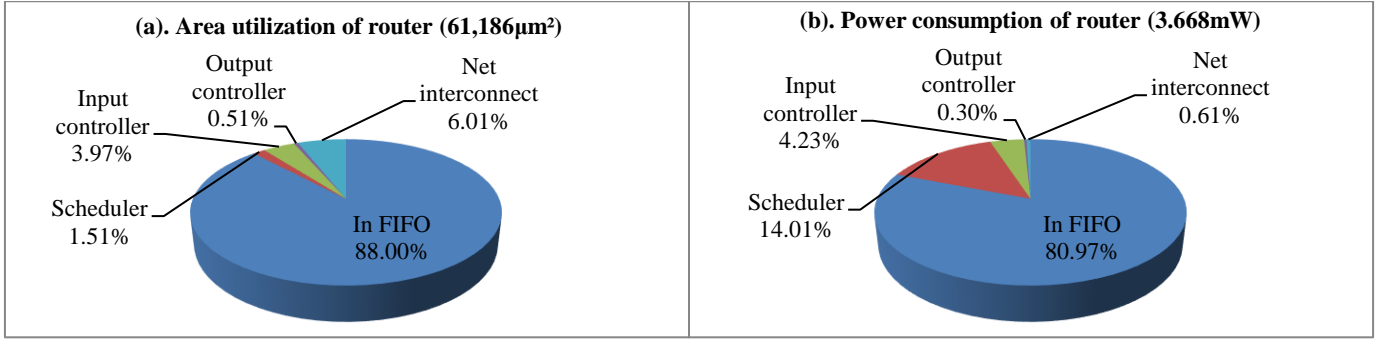 (a). Area utilization of router (61,186μm²)
Output
controller
0.51%
Net
interconnect
6.01%
Input
controller
3.97%
Scheduler
1.51%
In FIFO
88.00%
(b). Power consumption of router (3.668mW)
Output
controller
0.30%
Net
interconnect
0.61%
Input
controller
4.23%
Scheduler
14.01%
In FIFO
80.97%